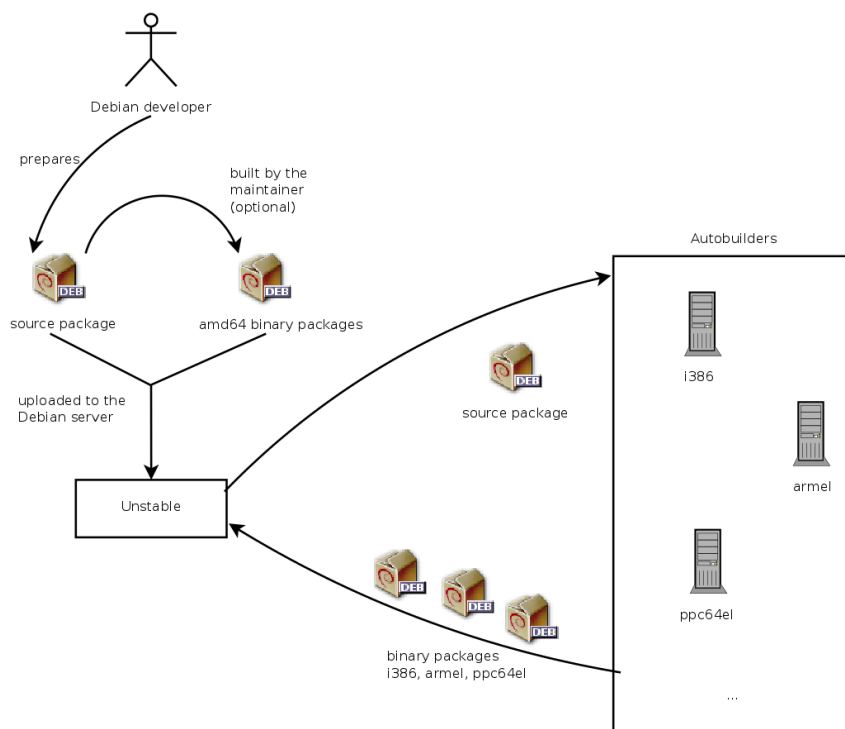 Debian developer
prepares
built by the
maintainer
(optional)
DEB
DEB
source package
amd64 binary packages
uploaded to the
Debian server
Unstable
Autobuilders
i386
DEB
source package
armel
ppc64el
DEB
DEB
DEB
binary packages
i386, armel, ppc64el
...